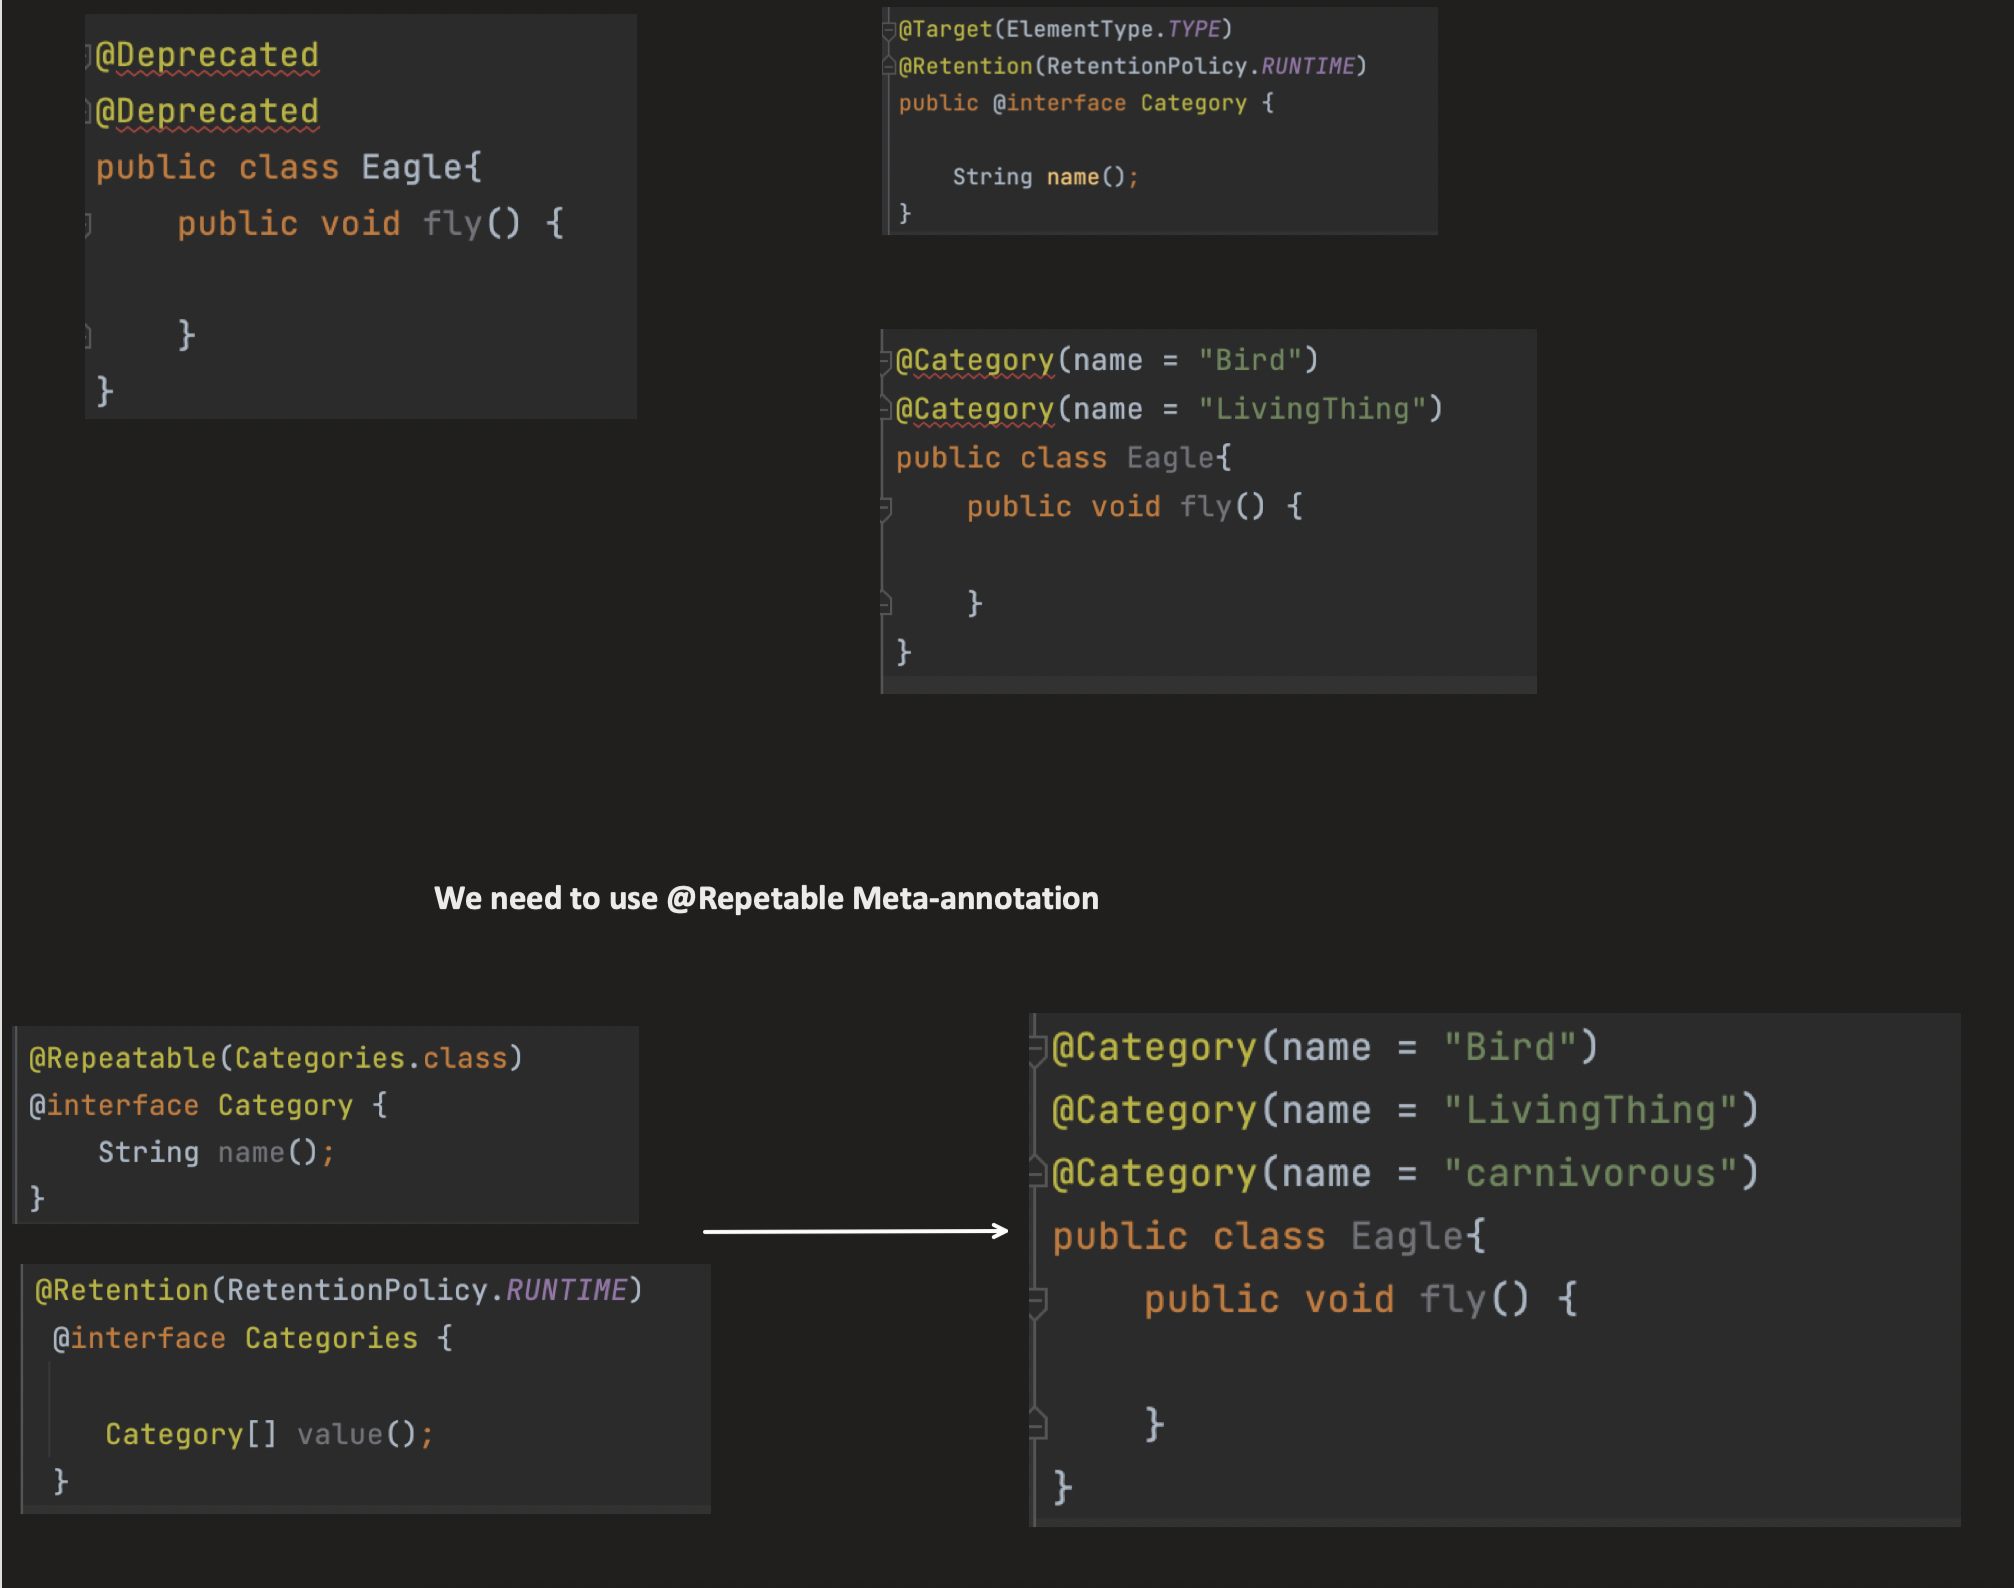 @Deprecated
@Deprecated
public class Eagle{
    public void fly() {
    }
}
@Target(ElementType.TYPE)
@Retention(RetentionPolicy.RUNTIME)
public @interface Category {
    String name();
}
@Category(name = "Bird")
@Category(name = "LivingThing")
public class Eagle{
    public void fly() {
    }
}
We need to use @Repetable Meta-annotation
@Repeatable(Categories.class)
@interface Category {
    String name();
}
@Retention(RetentionPolicy.RUNTIME)
@interface Categories {
    Category[] value();
}
@Category(name = "Bird")
@Category(name = "LivingThing")
@Category(name = "carnivorous")
public class Eagle{
    public void fly() {
    }
}